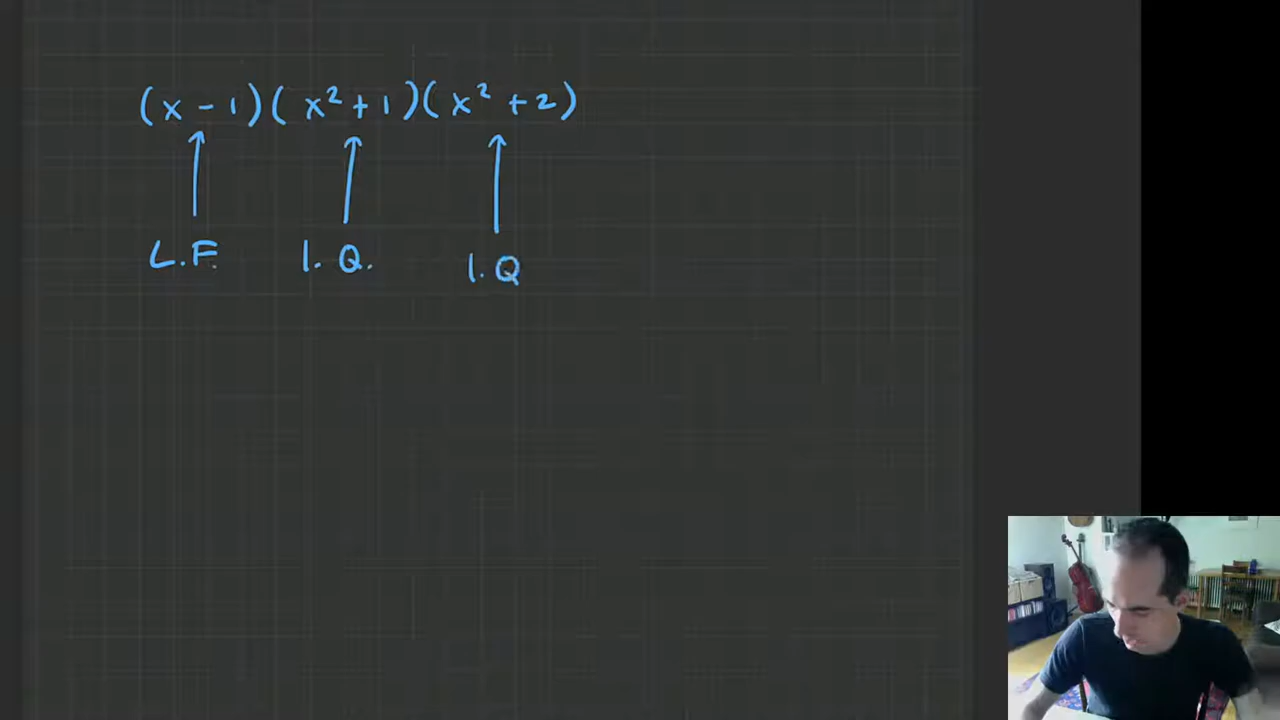 (x - 1)(x² + 1)(x² + 2)
L.F. I. Q. I. Q